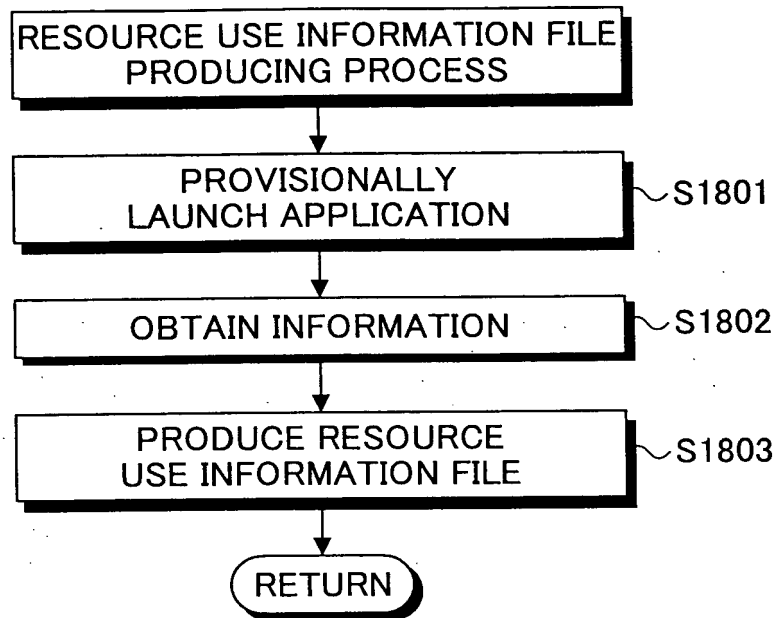 RESOURCE USE INFORMATION FILE
PRODUCING PROCESS
PROVISIONALLY
LAUNCH APPLICATION
S1801
OBTAIN INFORMATION
S1802
PRODUCE RESOURCE
USE INFORMATION FILE
S1803
RETURN